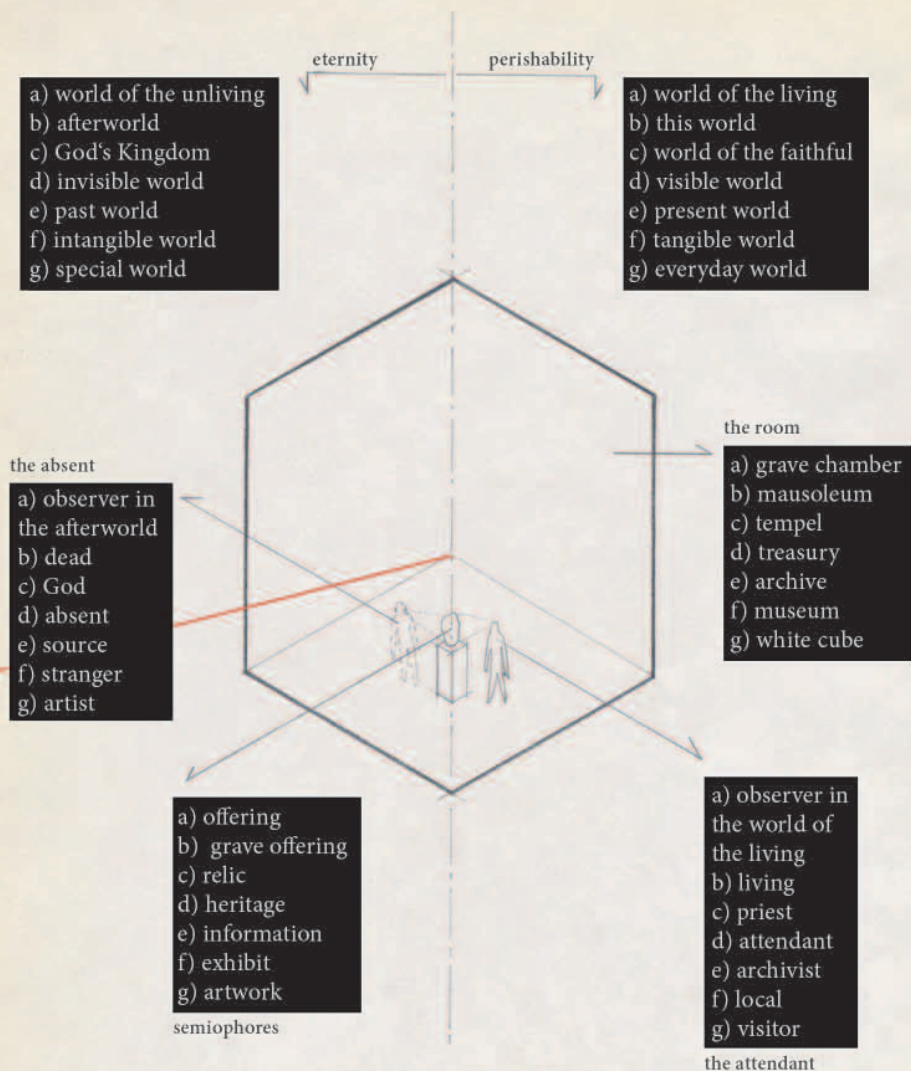 eternity
perishability
a) world of the unliving
b) afterworld
c) God‘s Kingdom
d) invisible world
e) past world
f) intangible world
g) special world
a) world of the living
b) this world
c) world of the faithful
d) visible world
e) present world
f) tangible world
g) everyday world
the absent
a) observer in
the afterworld
b) dead
c) God
d) absent
e) source
f) stranger
g) artist
the room
a) grave chamber
b) mausoleum
c) tempel
d) treasury
e) archive
f) museum
g) white cube
a) offering
b) grave offering
c) relic
d) heritage
e) information
f) exhibit
g) artwork
semiophores
a) observer in
the world of
the living
b) living
c) priest
d) attendant
e) archivist
f) local
g) visitor
the attendant